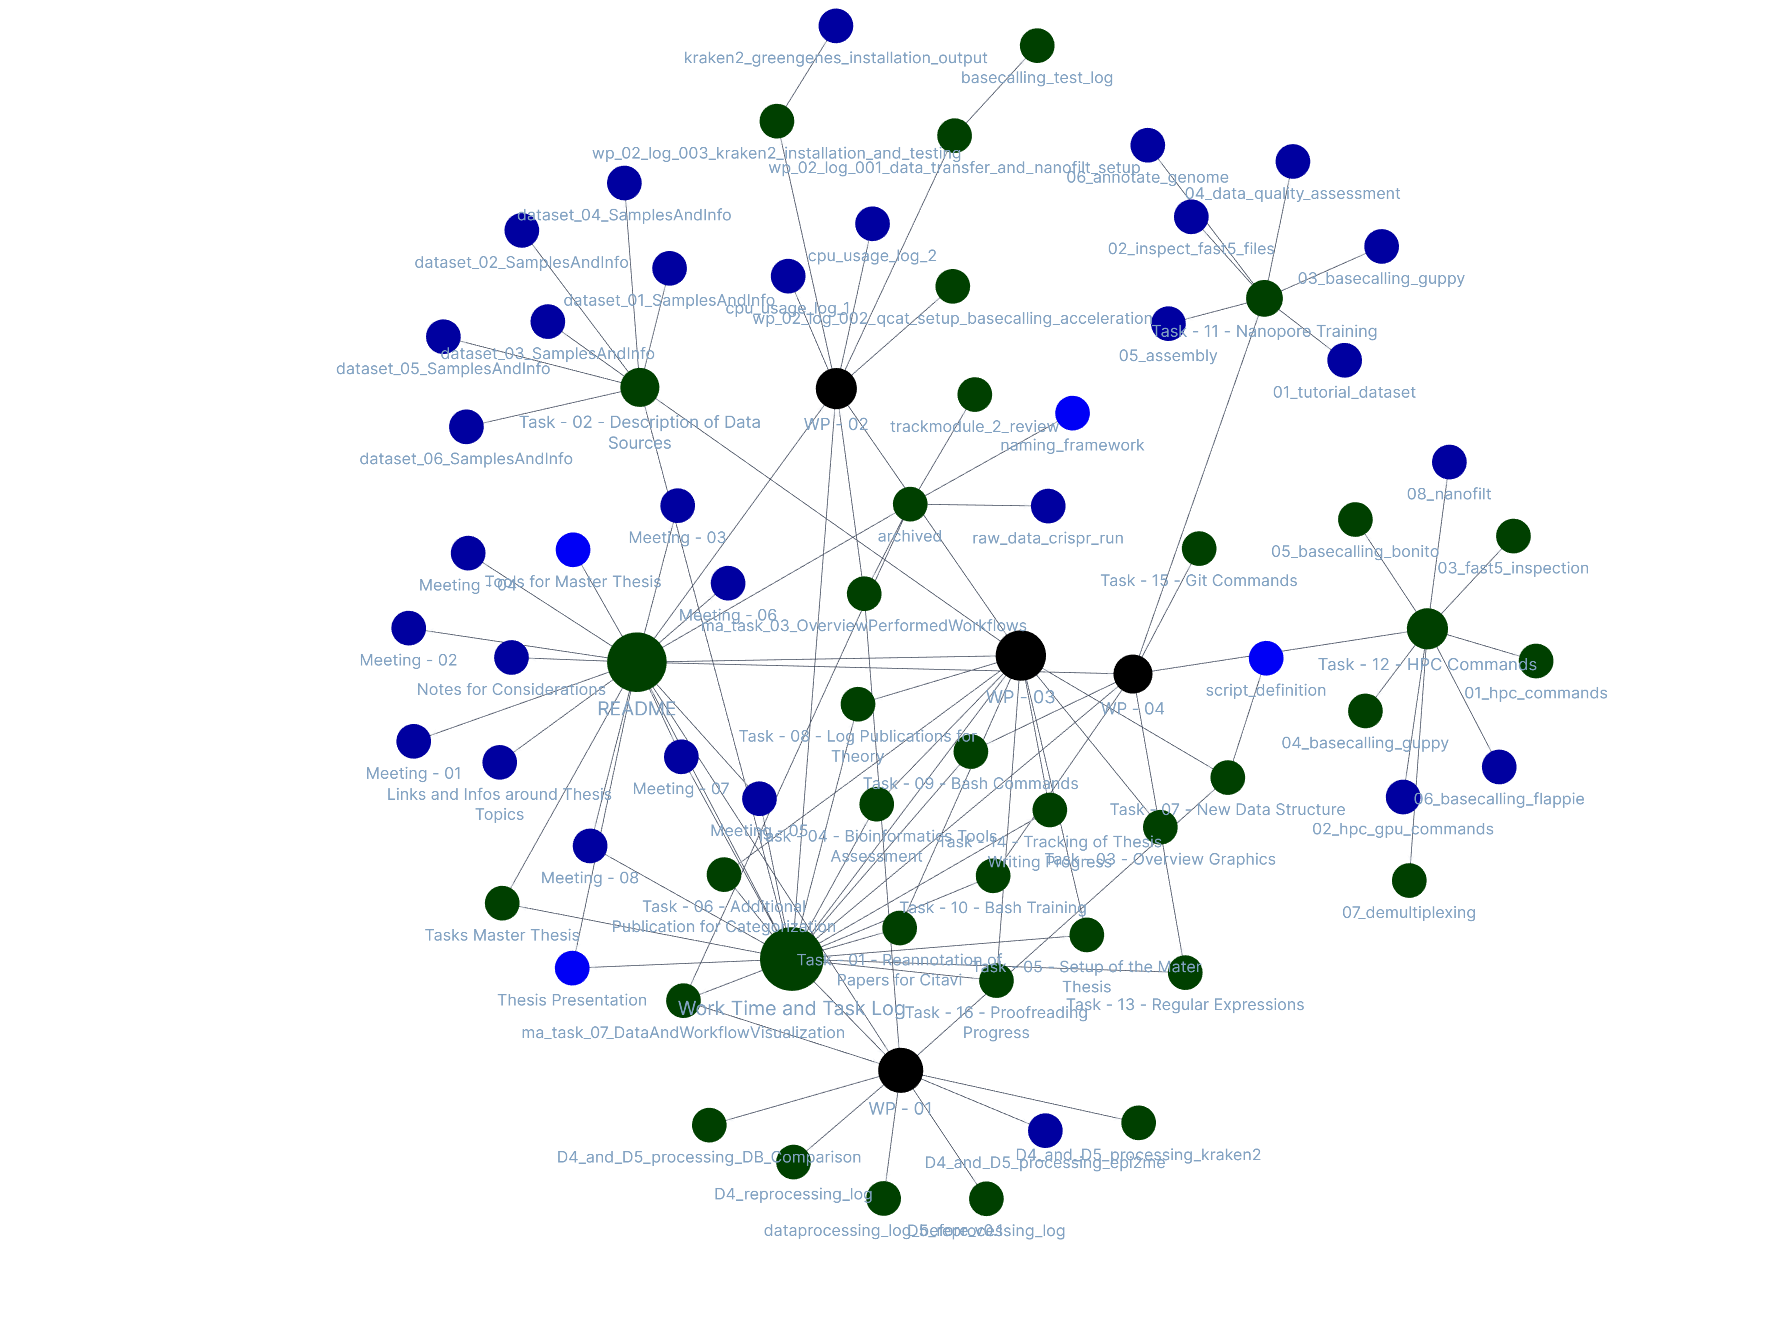 kraken2_greengenes_installation_output
basecalling_test_log
wp_02_log_003_kraken2_installation_and_testing
wp_02_log_001_data_transfer_and_nanofilt_setup
06_annotate_genome
04_data_quality_assessment
dataset_04_SamplesAndInfo
02_inspect_fast5_files
cpu_usage_log_2
dataset_02_SamplesAndInfo
03_basecalling_guppy
dataset_01_SamplesAndInfo
cpu_usage_log_1
wp_02_log_002_qcat_setup_basecalling_acceleration
Task - 11 - Nanopore Training
dataset_03_SamplesAndInfo
05_assembly
dataset_05_SamplesAndInfo
01_tutorial_dataset
Task - 02 - Description of Data
Sources
WP - 02
trackmodule_2_review
naming_framework
dataset_06_SamplesAndInfo
08_nanofilt
Meeting - 03
archived
raw_data_crispr_run
05_basecalling_bonito
03_fast5_inspection
Meeting - 04
Tools for Master Thesis
Task - 15 - Git Commands
Meeting - 06
ma_task_03_OverviewPerformedWorkflows
Meeting - 02
Task - 12 - HPC Commands
Notes for Considerations
script_definition
01_hpc_commands
README
WP - 03
WP - 04
Task - 08 - Log Publications for
Theory
04_basecalling_guppy
Meeting - 01
Task - 09 - Bash Commands
Meeting - 07
Links and Infos around Thesis
Topics
06_basecalling_flappie
Task - 07 - New Data Structure
Meeting - 05
02_hpc_gpu_commands
Task - 04 - Bioinformatics Tools
Assessment
Task - 14 - Tracking of Thesis
Writing Progress
Task - 03 - Overview Graphics
Meeting - 08
Task - 06 - Additional
Publication for Categorization
Task - 10 - Bash Training
07_demultiplexing
Tasks Master Thesis
Task - 01 - Reannotation of
Papers for Citavi
Task - 05 - Setup of the Mater
Thesis
Thesis Presentation
Work Time and Task Log
Task - 16 - Proofreading
Progress
Task - 13 - Regular Expressions
ma_task_07_DataAndWorkflowVisualization
WP - 01
D4_and_D5_processing_DB_Comparison
D4_and_D5_processing_epi2me
D4_and_D5_processing_kraken2
D4_reprocessing_log
dataprocessing_log_before_v01
D5_reprocessing_log